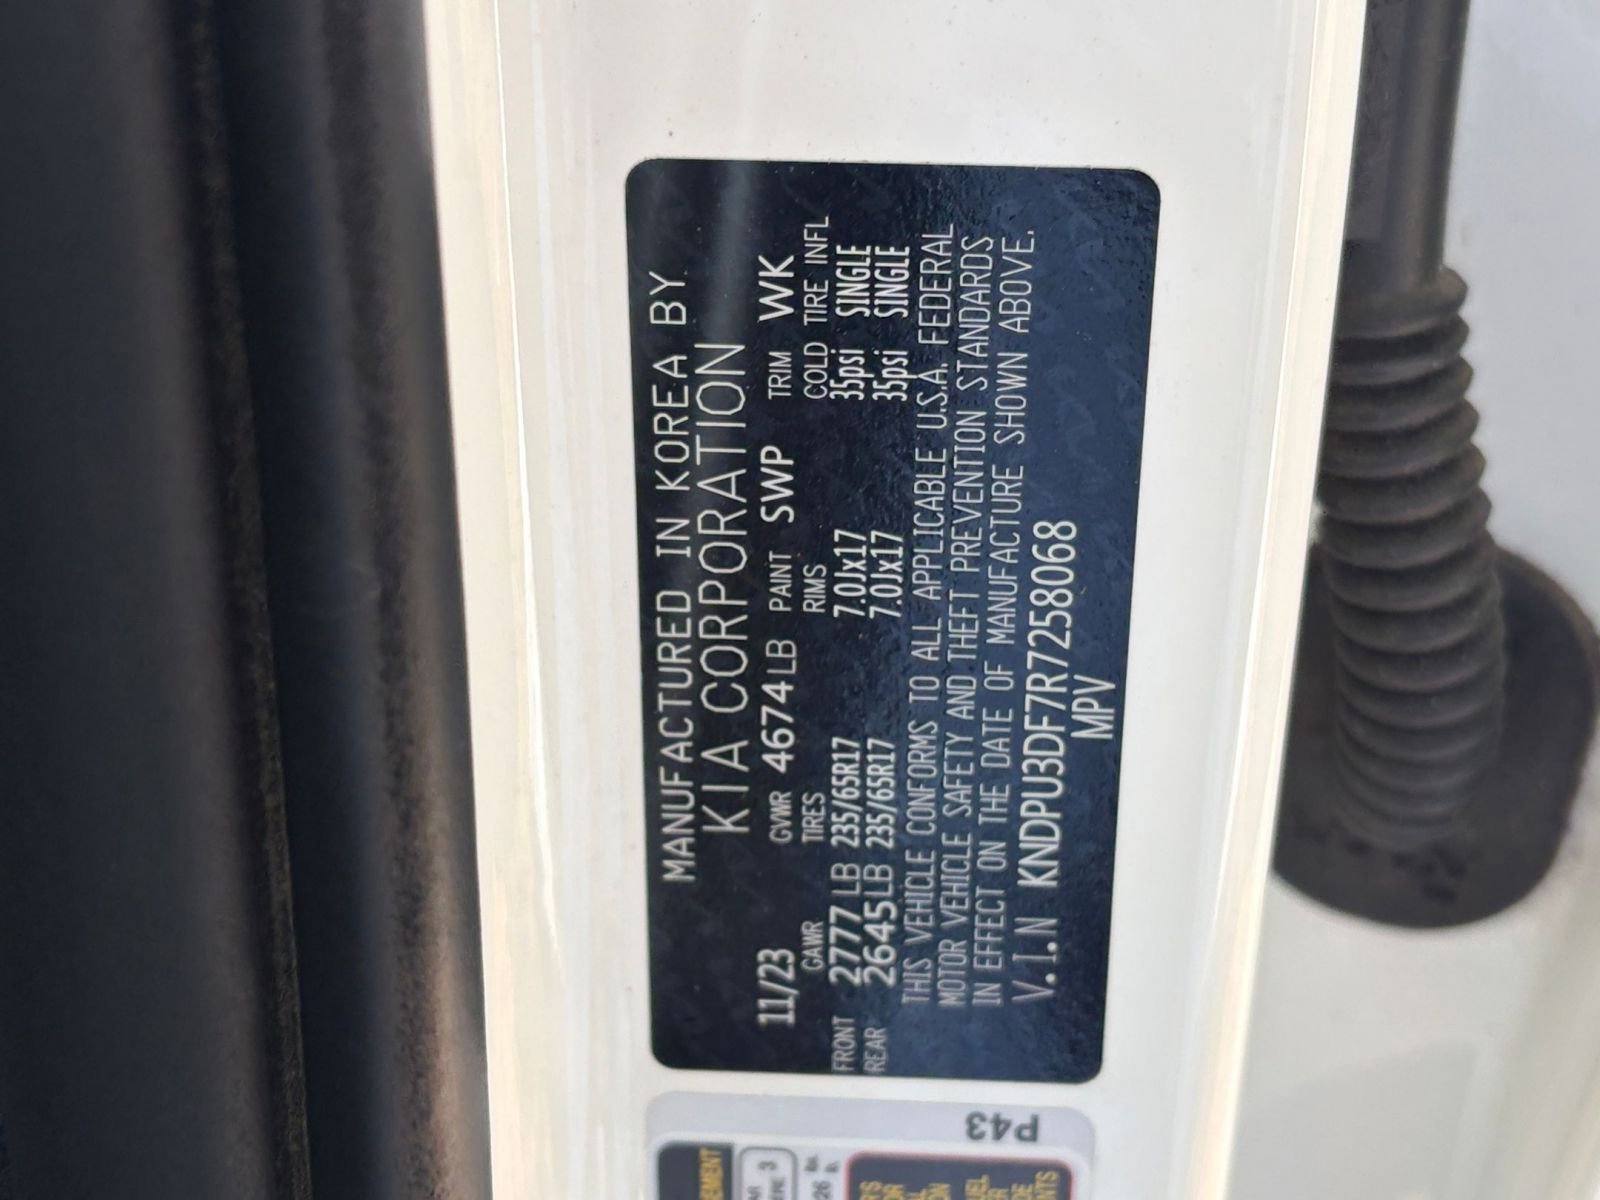 MANUFACTURED IN KOREA BY
KIA CORPORATION
11/23 GVWR 4674LB PAINT SWP TRIM WK
GAWR TIRES RIMS COLD TIRE INFL
FRONT 2777LB 235/65R17 7.0Jx17 35psi SINGLE
REAR 2645LB 235/65R17 7.0Jx17 35psi SINGLE
THIS VEHICLE CONFORMS TO ALL APPLICABLE U.S.A. FEDERAL
MOTOR VEHICLE SAFETY AND THEFT PREVENTION STANDARDS
IN EFFECT ON THE DATE OF MANUFACTURE SHOWN ABOVE.
V.I.N KNDPU3DF7R7258068
MPV
P43